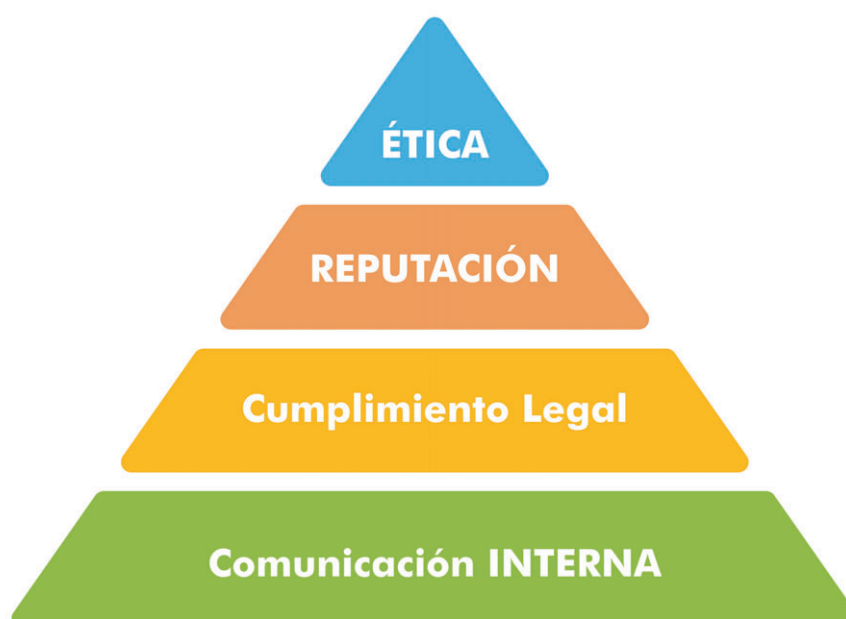 ÉTICA
REPUTACIÓN
Cumplimiento Legal
Comunicación INTERNA